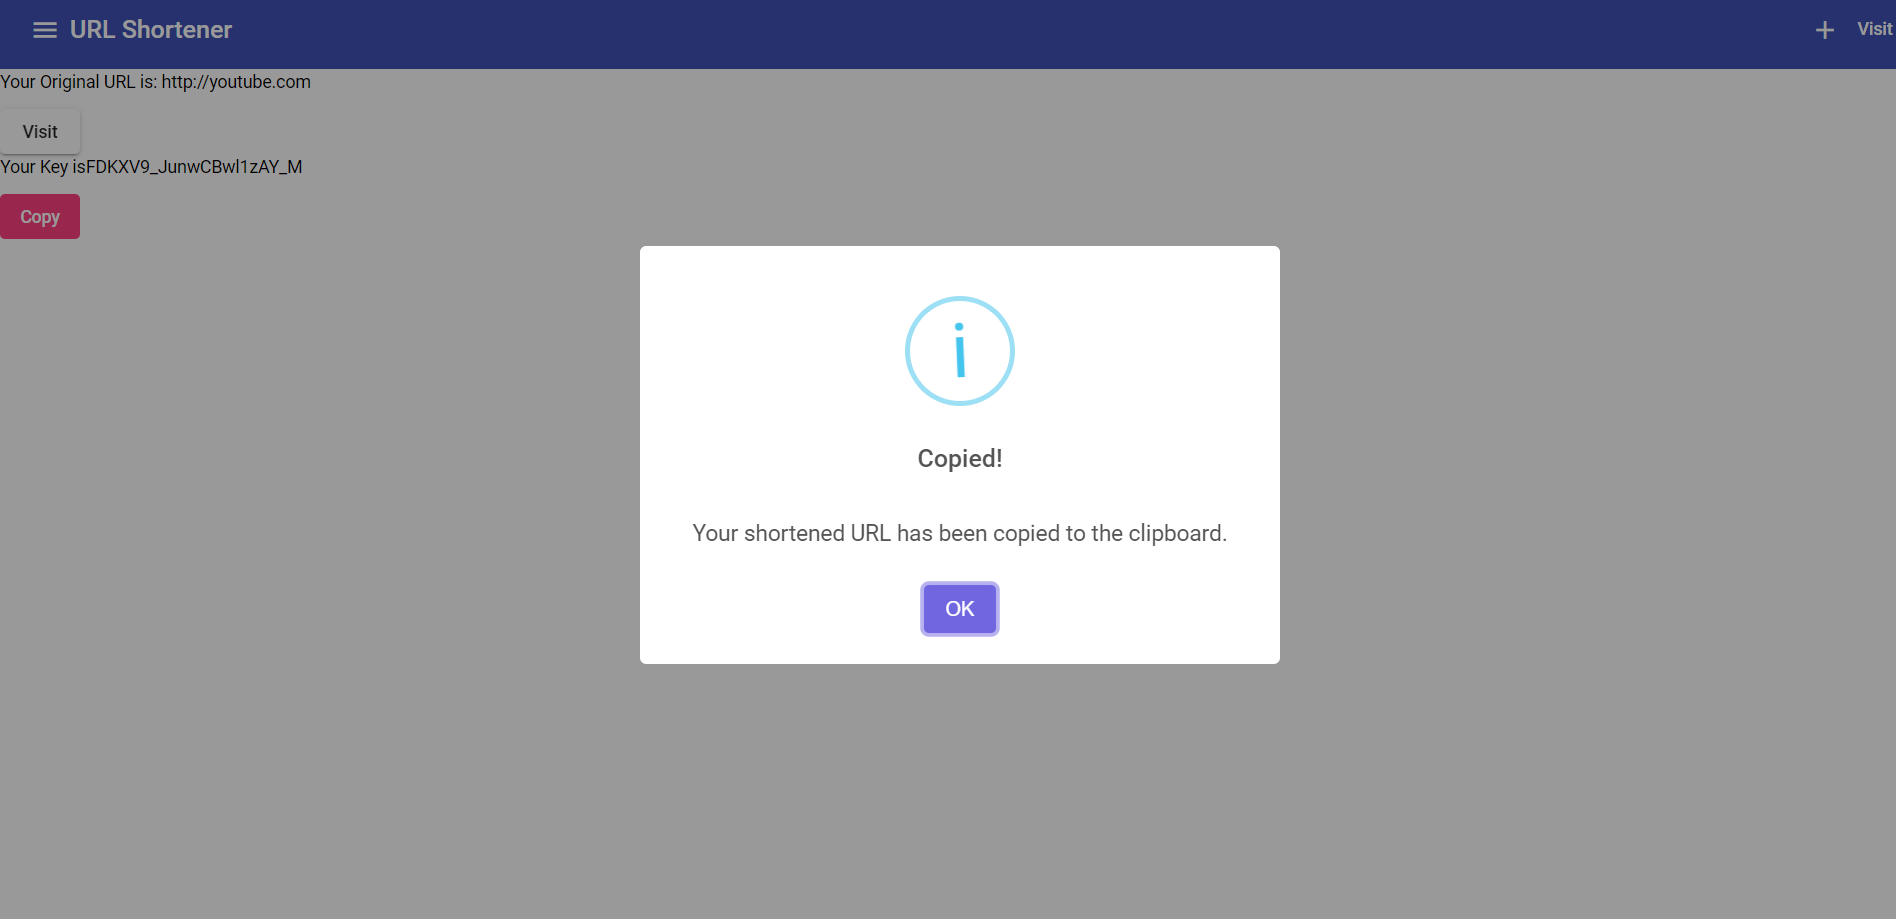 URL Shortener
Visit
Your Original URL is: http://youtube.com
Visit
Your Key isFDKXV9_JunwCBwl1zAY_M
Copy
Copied!
Your shortened URL has been copied to the clipboard.
OK